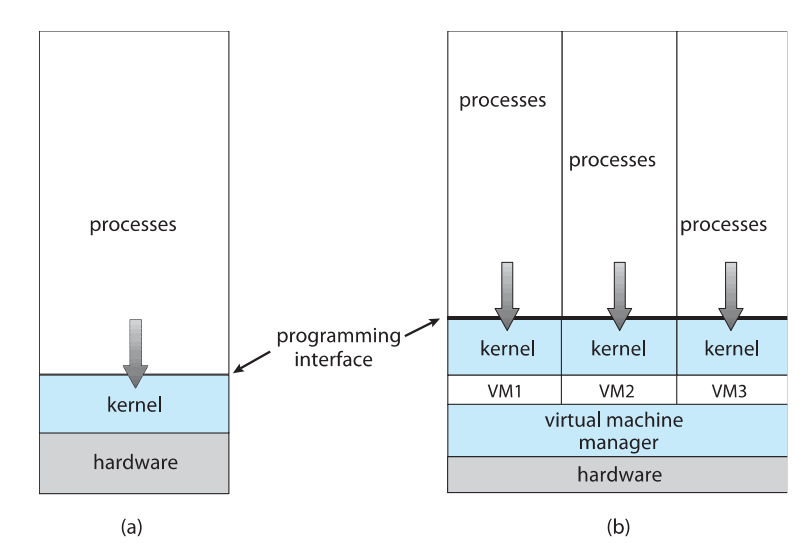 processes
kernel
hardware
(a)
programming
interface
processes
processes
processes
kernel
kernel
kernel
VM1
VM2
VM3
virtual machine
manager
hardware
(b)